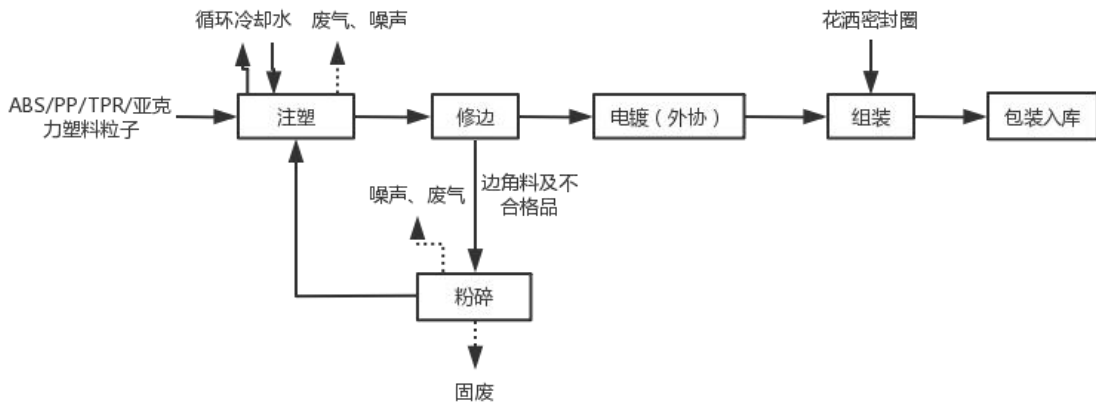 循环冷却水
废气、噪声
花洒密封圈
ABS/PP/TPR/亚克
力塑料粒子
注塑
修边
电镀（外协）
组装
包装入库
噪声、废气
边角料及不
合格品
粉碎
固废